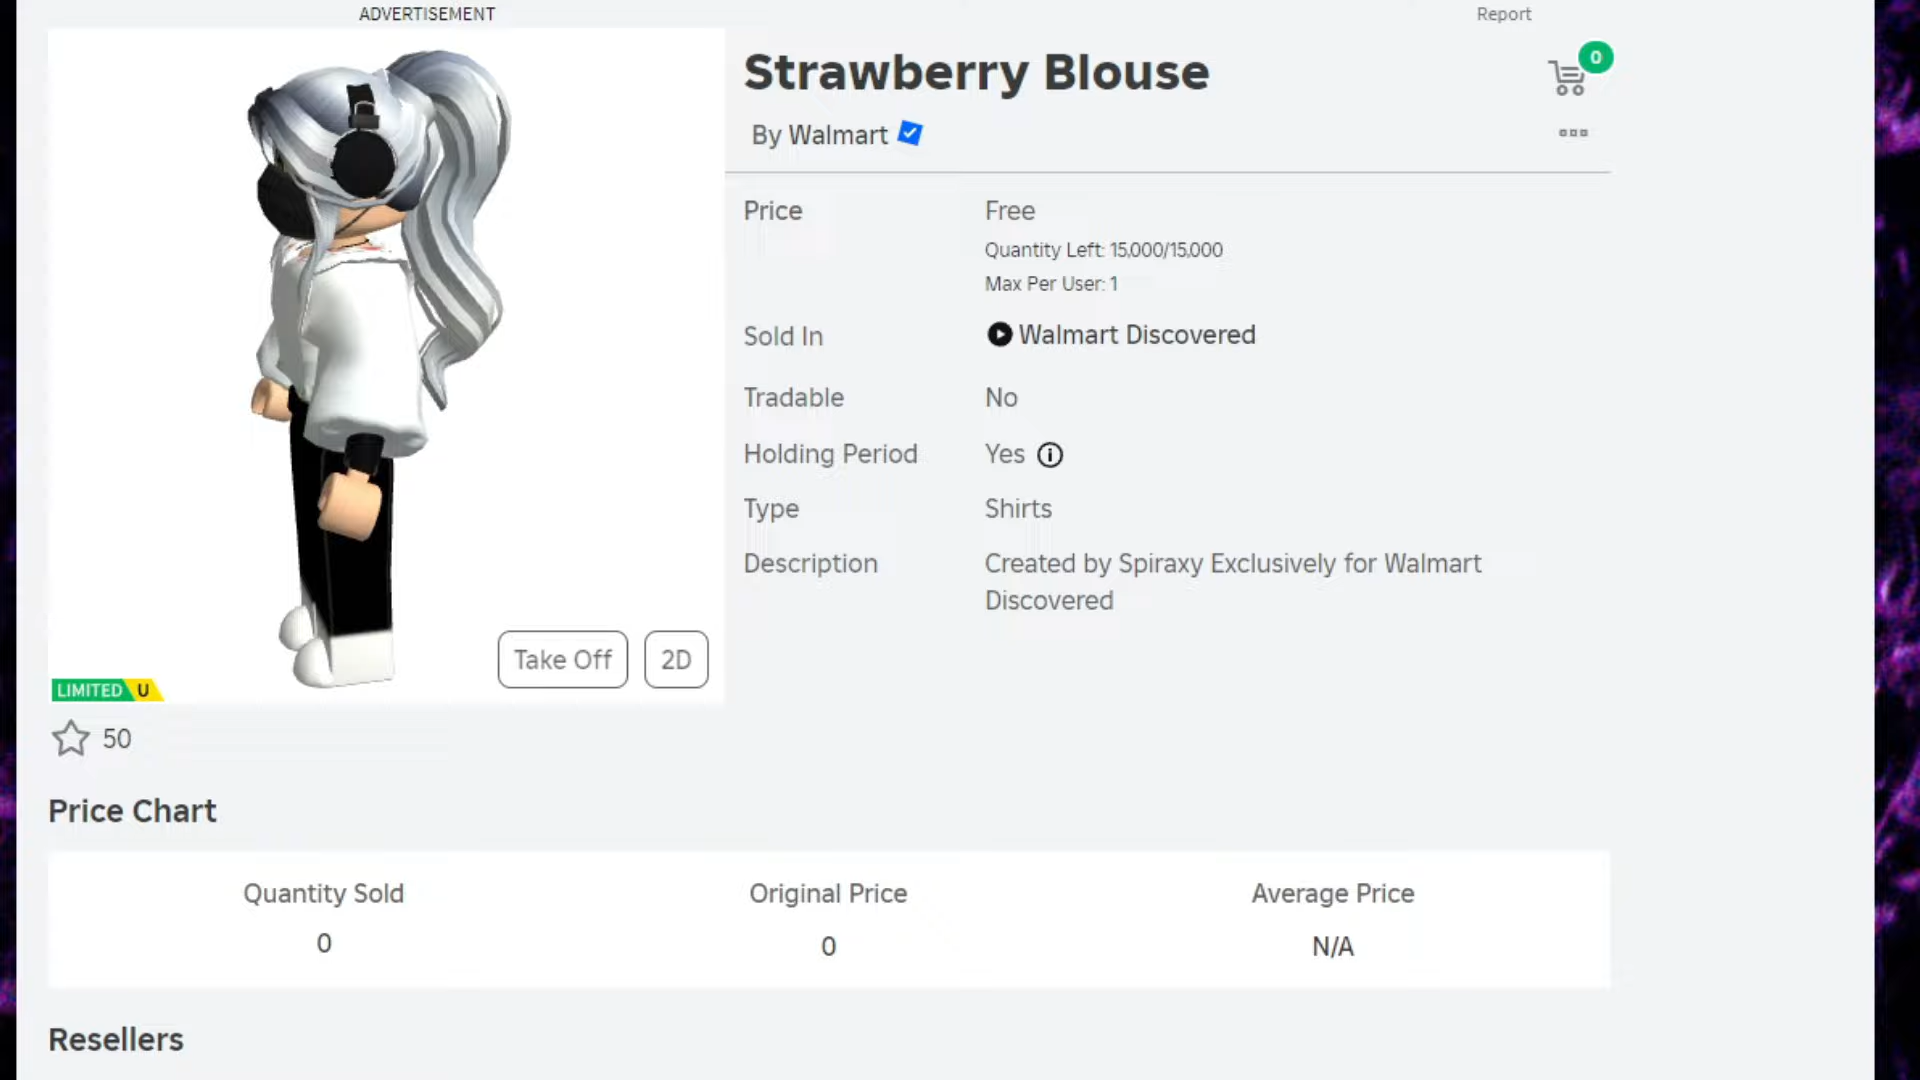 ADVERTISEMENT
Report
Strawberry Blouse
0
By Walmart
Price
Free
Quantity Left: 15,000/15,000
Max Per User: 1
Sold In
Walmart Discovered
Tradable
No
Holding Period
Yes
Type
Shirts
Description
Created by Spiraxy Exclusively for Walmart
Discovered
Take Off
2D
LIMITED U
50
Price Chart
Quantity Sold
Original Price
Average Price
0
0
N/A
Resellers